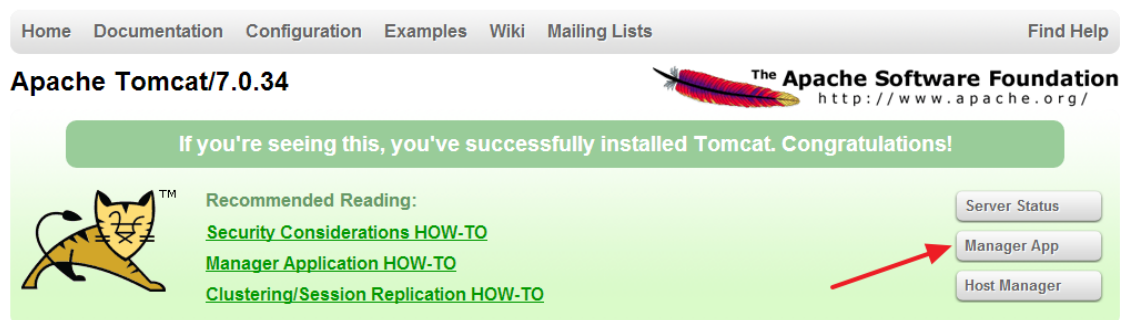 Home Documentation Configuration Examples Wiki Mailing Lists Find Help
Apache Tomcat/7.0.34
The Apache Software Foundation
http://www.apache.org/
If you're seeing this, you've successfully installed Tomcat. Congratulations!
TM
Recommended Reading:
Security Considerations HOW-TO
Manager Application HOW-TO
Clustering/Session Replication HOW-TO
Server Status
Manager App
Host Manager